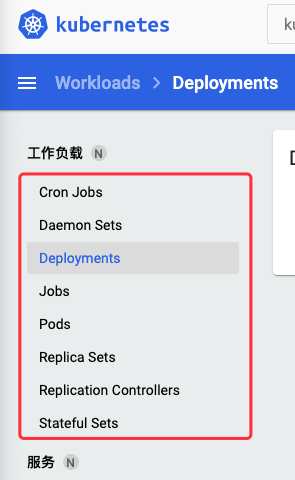 kubernetes
Workloads > Deployments
工作负载 N
Cron Jobs
Daemon Sets
Deployments
Jobs
Pods
Replica Sets
Replication Controllers
Stateful Sets
服务 N